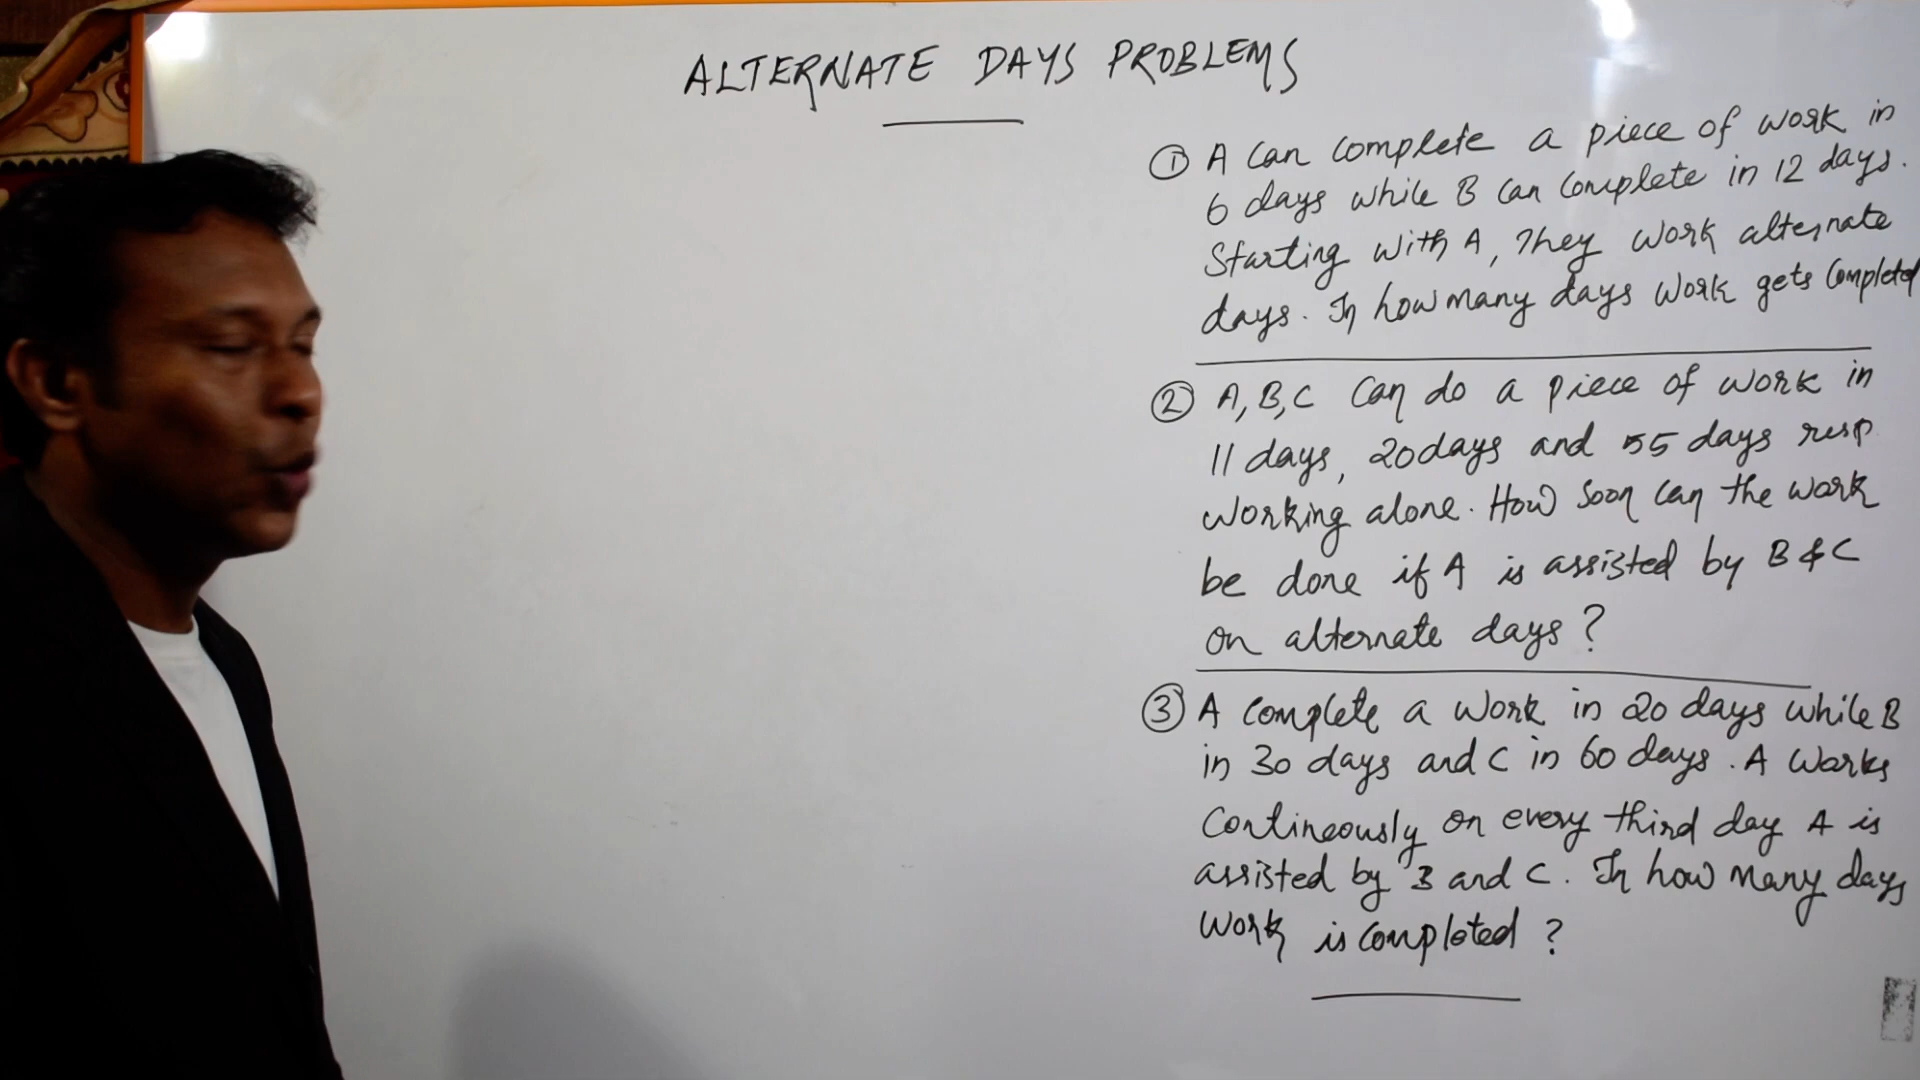 ALTERNATE DAYS PROBLEMS
① A Can complete a piece of work in
6 days while B Can Complete in 12 days.
Starting with A, They work alternate
days. In how many days work gets Completed
② A, B, C Can do a piece of work in
11 days, 20 days and 55 days resp
working alone. How soon can the work
be done if A is assisted by B & C
on alternate days?
③ A complete a work in 20 days while B
in 30 days and C in 60 days. A works
Contineously on every third day A is
assisted by B and C. In how many days
work is completed?